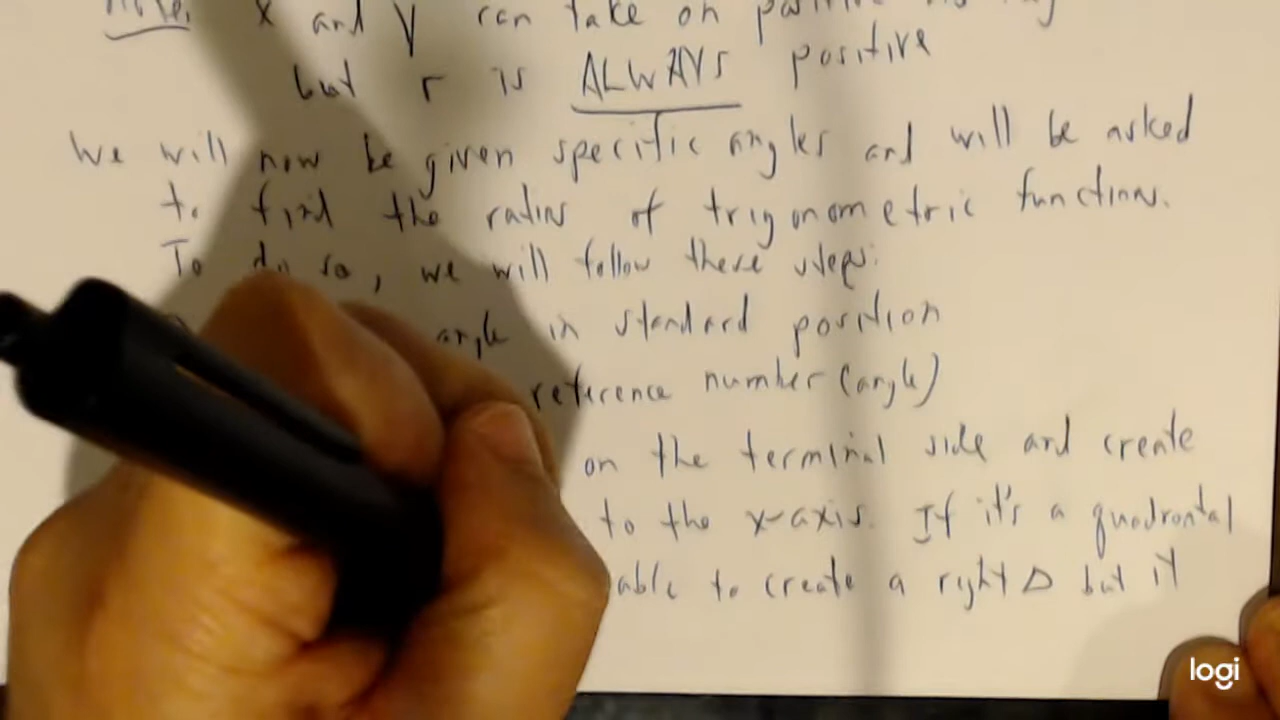 Note: x and y can take on positive
but r is ALWAYS positive
We will now be given specific angles and will be asked
to find the ratios of trigonometric functions.
To do so, we will follow these steps:
angle in standard position
reference number (angle)
on the terminal side and create
to the x-axis. If it's a quadrontal
able to create a right △ but it
logi